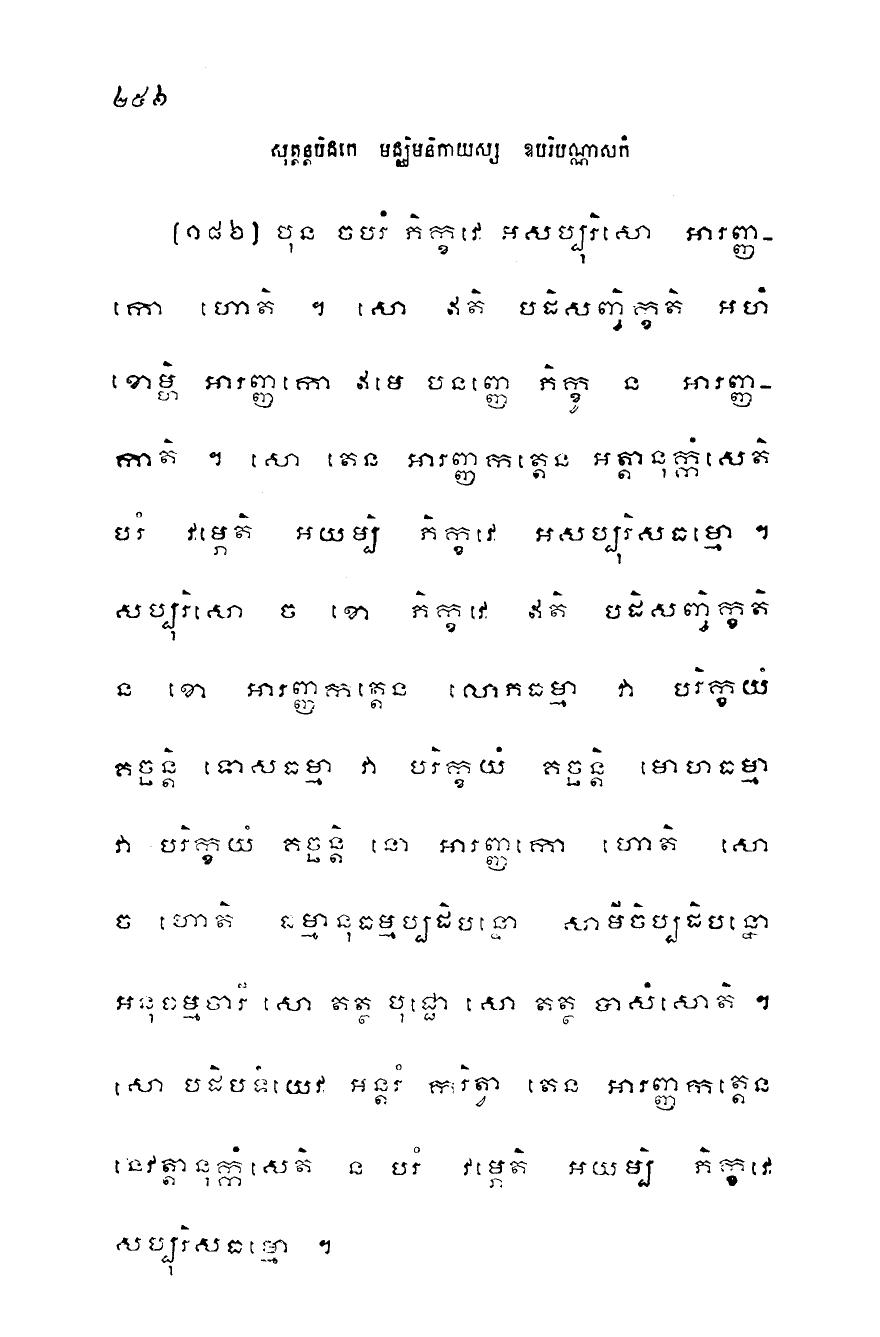 ២៥៦
សុត្តន្តបិដកេ មជ្ឈិមនិកាយស្ស ឧបរិបណ្ណាសកំ
(១៨៦) បុន ចបរំ ភិក្ខវេ អសប្បុរិសោ អារញ្ញ-
កោ ហោតិ ។ សោ ឥតិ បដិសញ្ចិក្ខតិ អហំ
ខោម្ហិ អារញ្ញកោ ឥមេ បនញ្ញេ ភិក្ខូ ន អារញ្ញ-
កាតិ ។ សោ តេន អារញ្ញកត្តេន អត្តានុក្កំសេតិ
បរំ វម្ភេតិ អយម្បិ ភិក្ខវេ អសប្បុរិសធម្មោ ។
សប្បុរិសោ ច ខោ ភិក្ខវេ ឥតិ បដិសញ្ចិក្ខតិ
ន ខោ អារញ្ញកត្តេន លោភធម្មា វា បរិក្ខយំ
គច្ឆន្តិ ទោសធម្មា វា បរិក្ខយំ គច្ឆន្តិ មោហធម្មា
វា បរិក្ខយំ គច្ឆន្តិ នោ អារញ្ញកោ ហោតិ សោ
ច ហោតិ ធម្មានុធម្មប្បដិបន្នោ សាមីចិប្បដិបន្នោ
អនុធម្មចារី សោ តត្ថ បុជ្ជោ សោ តត្ថ បាសំសោតិ ។
សោ បដិបទំយេវ អន្តរំ ករិត្វា តេន អារញ្ញកត្តេន
នេវត្តានុក្កំសេតិ ន បរំ វម្ភេតិ អយម្បិ ភិក្ខវេ
សប្បុរិសធម្មោ ។